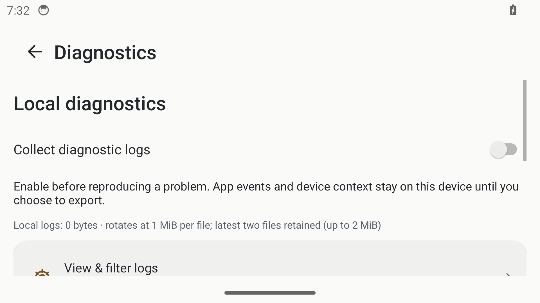 7:32
Diagnostics
Local diagnostics
Collect diagnostic logs
Enable before reproducing a problem. App events and device context stay on this device until you
choose to export.
Local logs: 0 bytes · rotates at 1 MiB per file; latest two files retained (up to 2 MiB)
View & filter logs